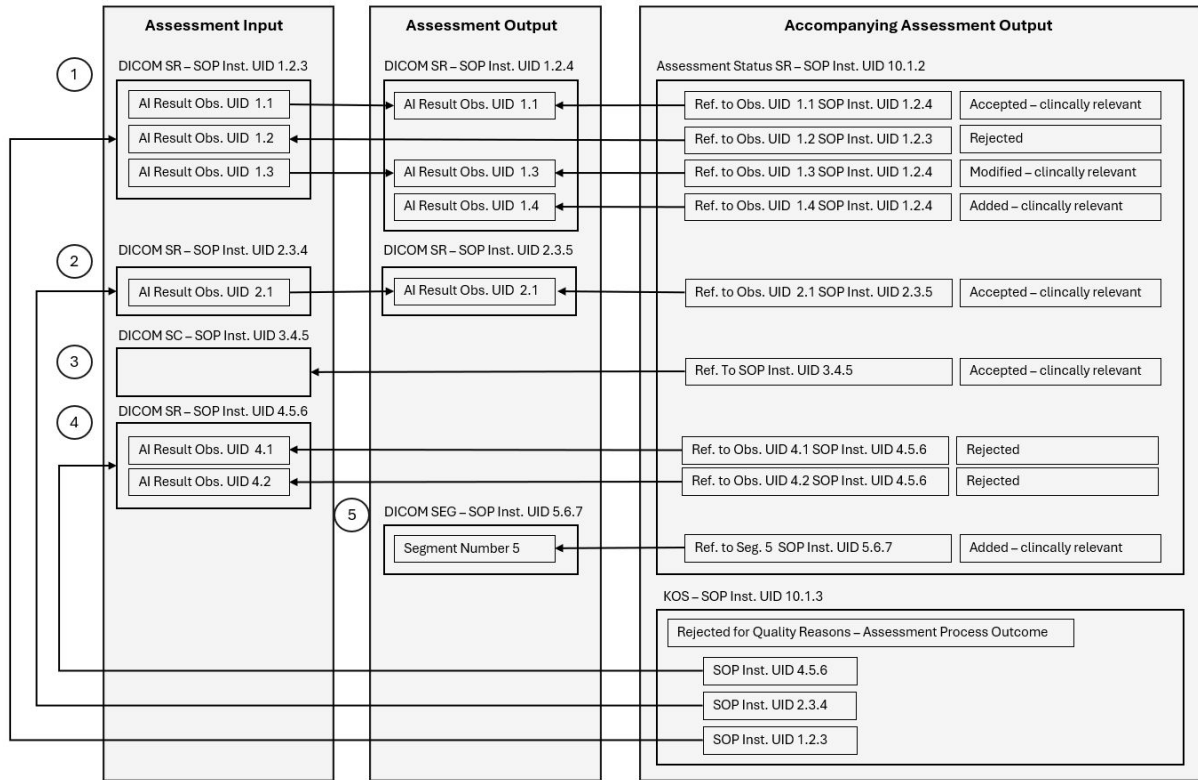 Assessment Input
Assessment Output
Accompanying Assessment Output
1
DICOM SR – SOP Inst. UID 1.2.3
DICOM SR – SOP Inst. UID 1.2.4
Assessment Status SR – SOP Inst. UID 10.1.2
AI Result Obs. UID 1.1
AI Result Obs. UID 1.1
Ref. to Obs. UID 1.1 SOP Inst. UID 1.2.4
Accepted – clincally relevant
AI Result Obs. UID 1.2
Ref. to Obs. UID 1.2 SOP Inst. UID 1.2.3
Rejected
AI Result Obs. UID 1.3
AI Result Obs. UID 1.3
Ref. to Obs. UID 1.3 SOP Inst. UID 1.2.4
Modified – clincally relevant
AI Result Obs. UID 1.4
Ref. to Obs. UID 1.4 SOP Inst. UID 1.2.4
Added – clincally relevant
2
DICOM SR – SOP Inst. UID 2.3.4
DICOM SR – SOP Inst. UID 2.3.5
AI Result Obs. UID 2.1
AI Result Obs. UID 2.1
Ref. to Obs. UID 2.1 SOP Inst. UID 2.3.5
Accepted – clincally relevant
3
DICOM SC – SOP Inst. UID 3.4.5
Ref. To SOP Inst. UID 3.4.5
Accepted – clincally relevant
4
DICOM SR – SOP Inst. UID 4.5.6
AI Result Obs. UID 4.1
Ref. to Obs. UID 4.1 SOP Inst. UID 4.5.6
Rejected
AI Result Obs. UID 4.2
Ref. to Obs. UID 4.2 SOP Inst. UID 4.5.6
Rejected
5
DICOM SEG – SOP Inst. UID 5.6.7
Segment Number 5
Ref. to Seg. 5 SOP Inst. UID 5.6.7
Added – clincally relevant
KOS – SOP Inst. UID 10.1.3
Rejected for Quality Reasons – Assessment Process Outcome
SOP Inst. UID 4.5.6
SOP Inst. UID 2.3.4
SOP Inst. UID 1.2.3